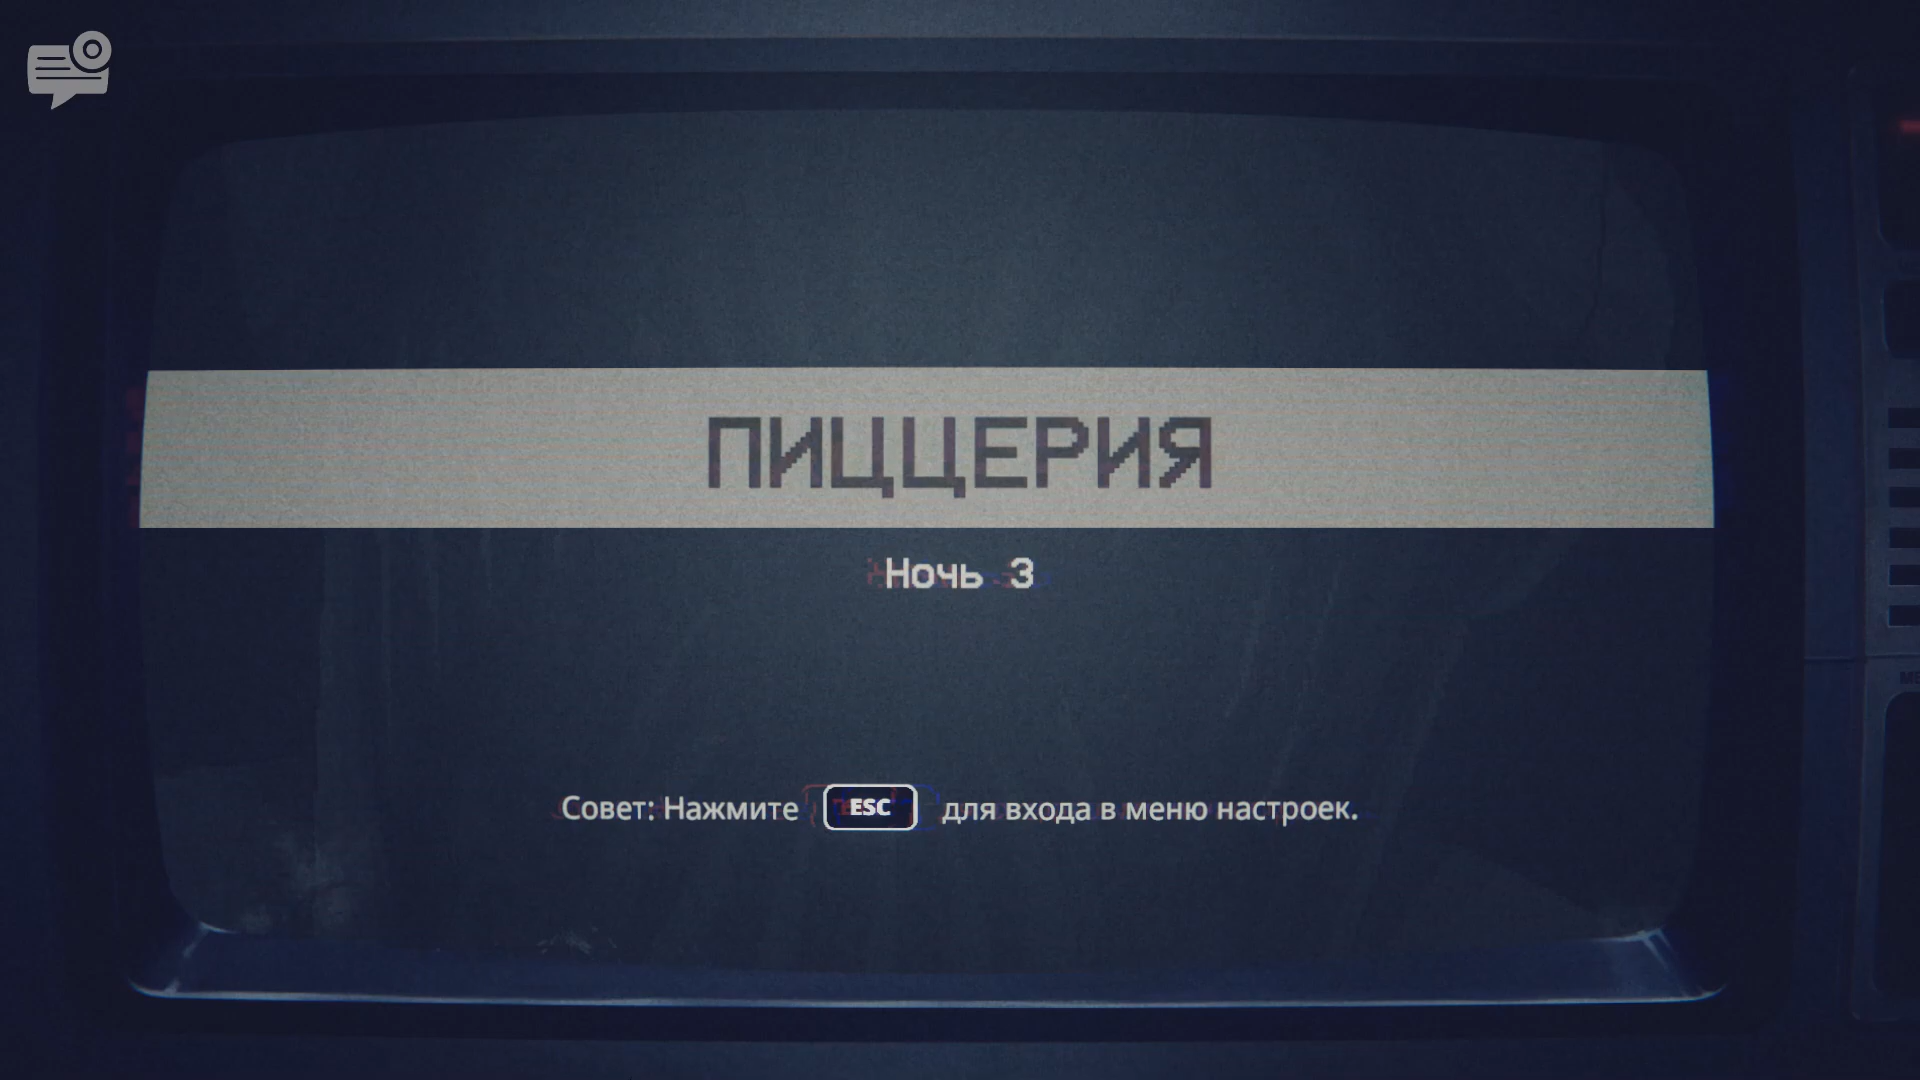 ПИЦЦЕРИЯ
Ночь 3
Совет: Нажмите ESC для входа в меню настроек.